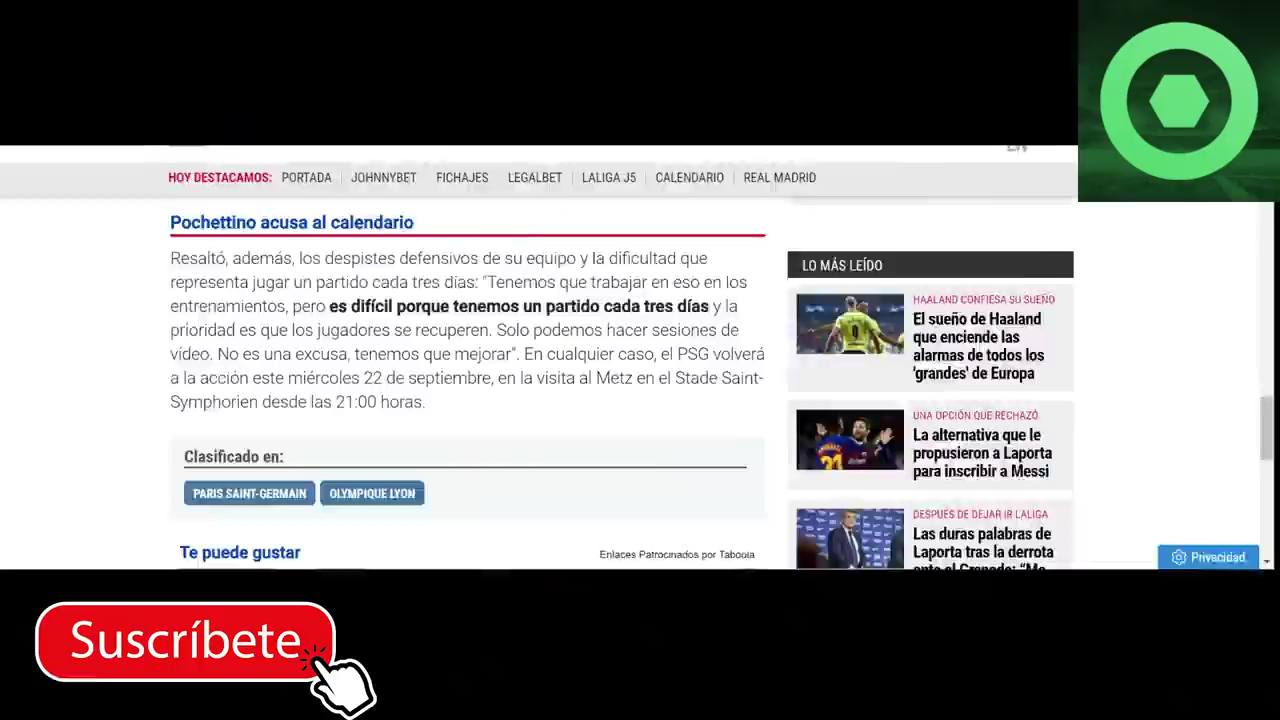 HOY DESTACAMOS: PORTADA JOHNNYBET FICHAJES LEGALBET LALIGA J5 CALENDARIO REAL MADRID
Pochettino acusa al calendario
Resaltó, además, los despistes defensivos de su equipo y la dificultad que
representa jugar un partido cada tres días: "Tenemos que trabajar en eso en los
entrenamientos, pero es difícil porque tenemos un partido cada tres días y la
prioridad es que los jugadores se recuperen. Solo podemos hacer sesiones de
vídeo. No es una excusa, tenemos que mejorar". En cualquier caso, el PSG volverá
a la acción este miércoles 22 de septiembre, en la visita al Metz en el Stade Saint-
Symphorien desde las 21:00 horas.
Clasificado en:
PARIS SAINT-GERMAIN OLYMPIQUE LYON
Te puede gustar
Enlaces Patrocinados por Taboola
LO MÁS LEÍDO
HAALAND CONFIESA SU SUEÑO
El sueño de Haaland
que enciende las
alarmas de todos los
'grandes' de Europa
UNA OPCIÓN QUE RECHAZÓ
La alternativa que le
propusieron a Laporta
para inscribir a Messi
DESPUÉS DE DEJAR IR LALIGA
Las duras palabras de
Laporta tras la derrota
ante el Granada: "Me
Privacidad
Suscríbete